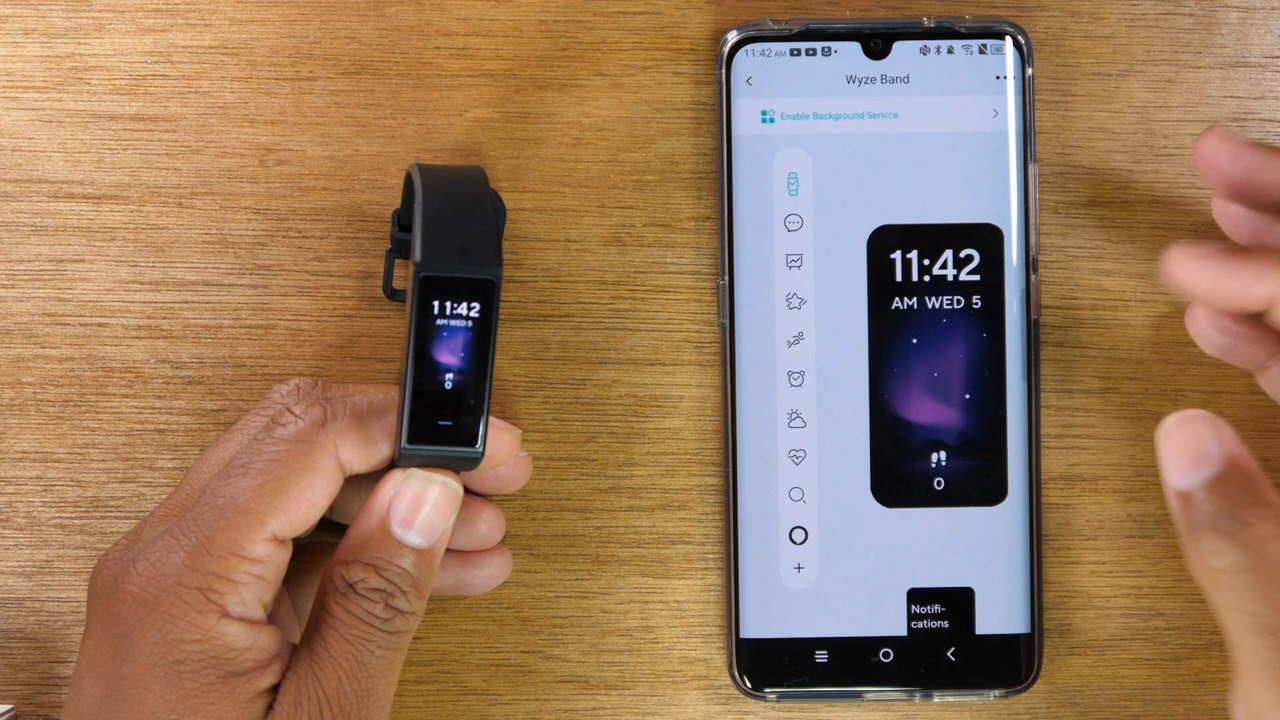 11:42
AM WED 5
0
11:42 AM
Wyze Band
Enable Background Service
11:42
AM WED 5
0
Notifi-
cations